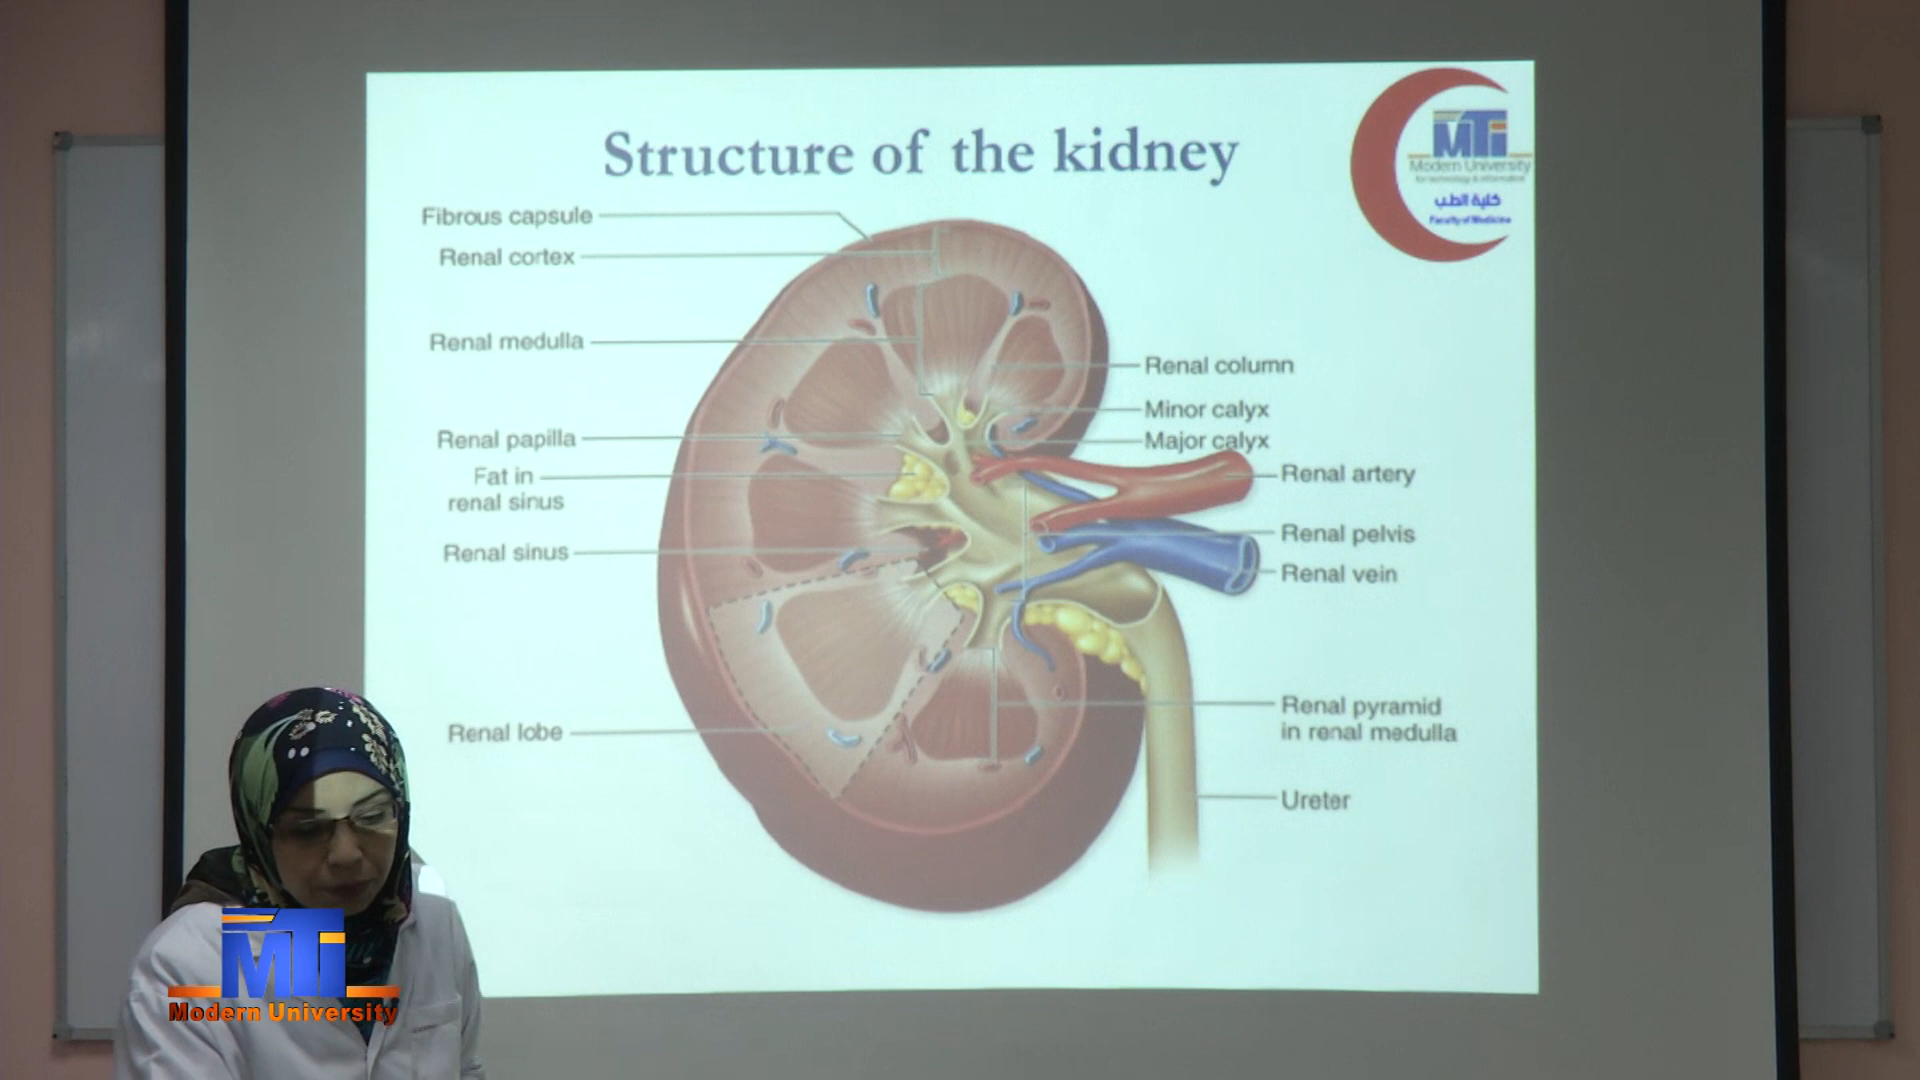 Structure of the kidney
MTi
Modern University
for technology & information
كلية الطب
Faculty of Medicine
Fibrous capsule
Renal cortex
Renal medulla
Renal papilla
Fat in
renal sinus
Renal sinus
Renal lobe
Renal column
Minor calyx
Major calyx
Renal artery
Renal pelvis
Renal vein
Renal pyramid
in renal medulla
Ureter
MTi
Modern University